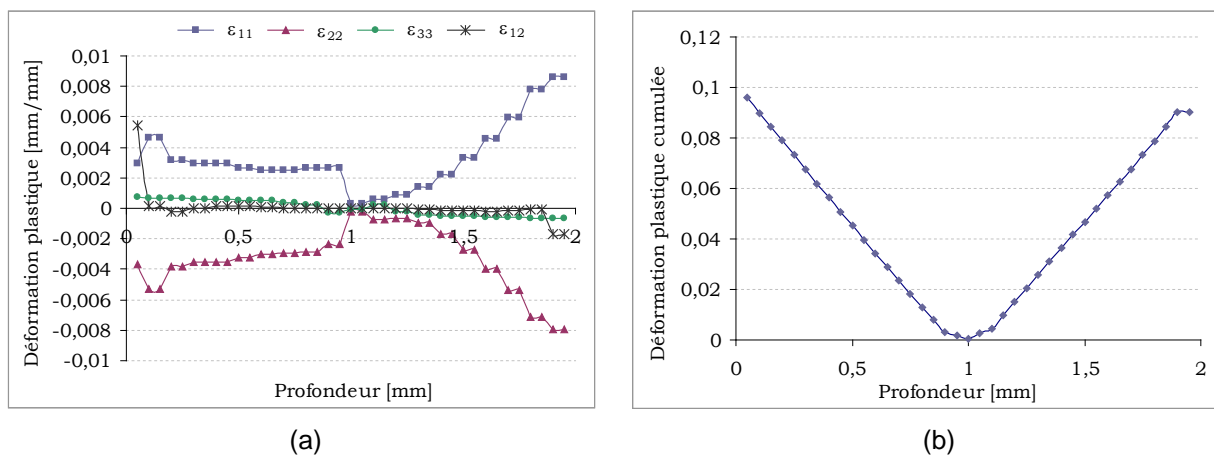 ε11 ε22 ε33 ε12
Déformation plastique [mm/mm]
0,01
0,008
0,006
0,004
0,002
0
-0,002
-0,004
-0,006
-0,008
-0,01
0 0,5 1 1,5 2
Profondeur [mm]
(a)
Déformation plastique cumulée
0,12
0,1
0,08
0,06
0,04
0,02
0
0 0,5 1 1,5 2
Profondeur [mm]
(b)